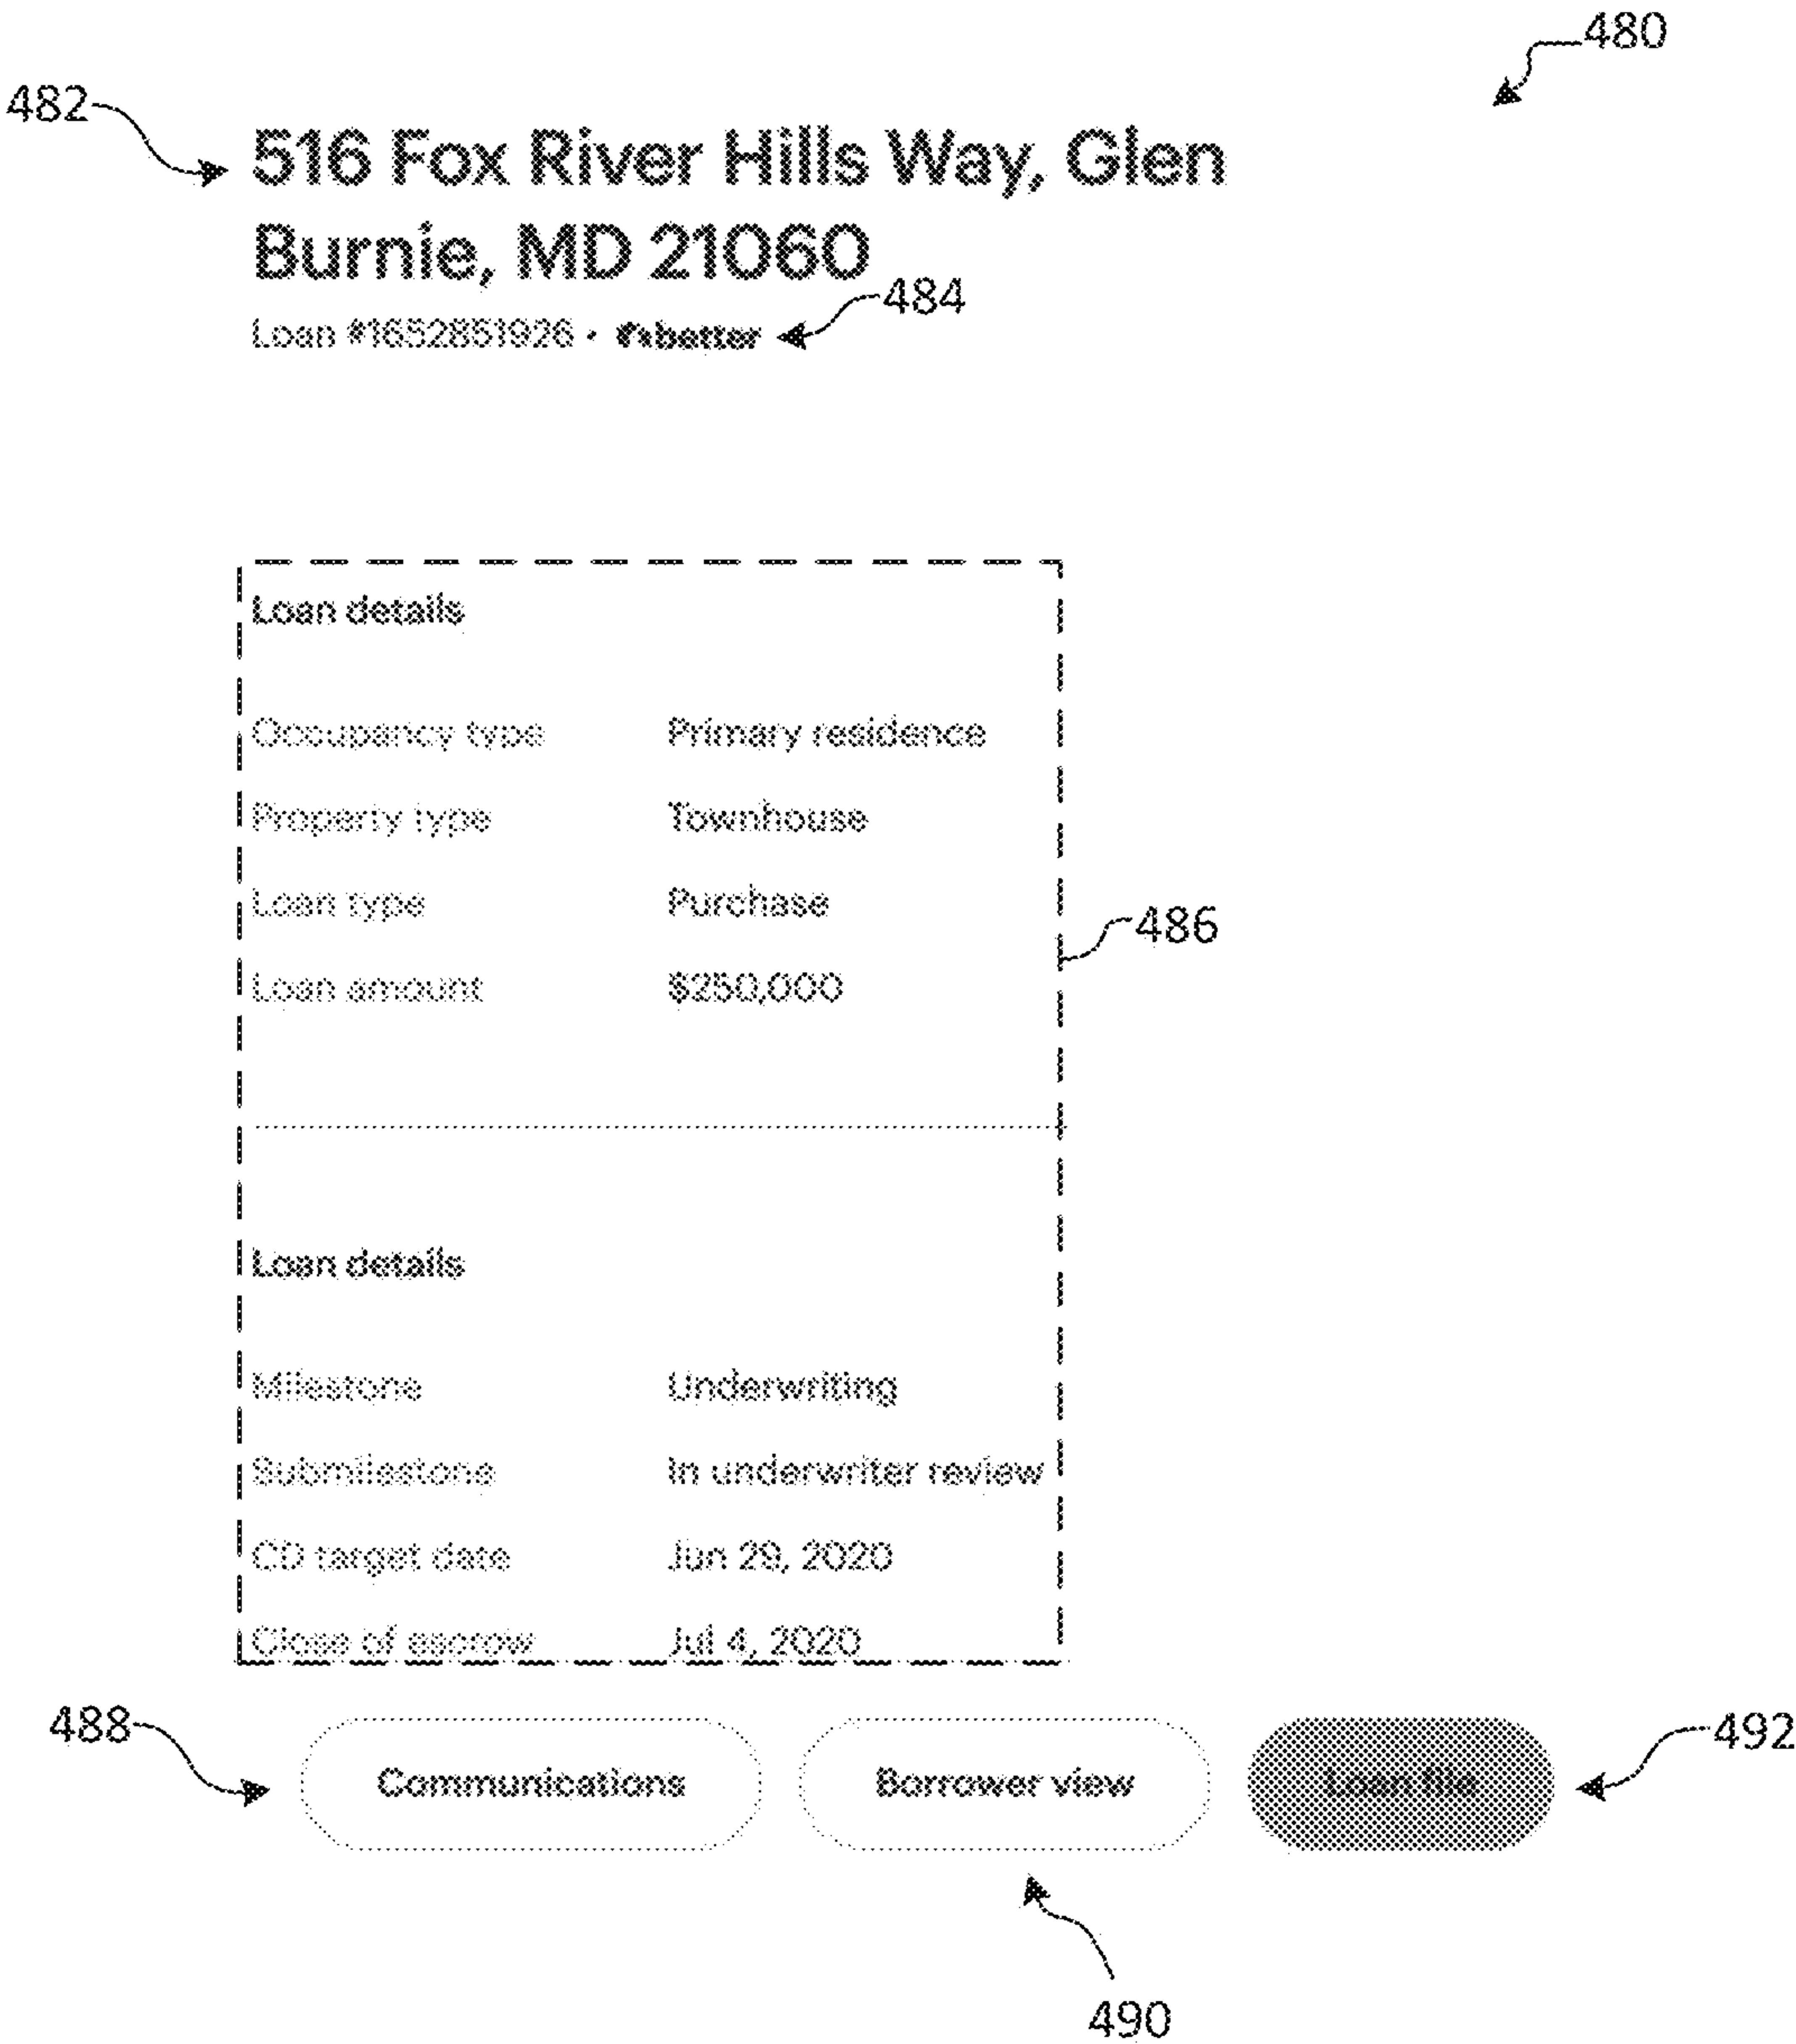 480
482
516 Fox River Hills Way, Glen
Burnie, MD 21060
484
Loan #1652851926 · better
Loan details
Occupancy type Primary residence
Property type Townhouse
Loan type Purchase
486
Loan amount $250,000
Loan details
Milestone Underwriting
Submilestone In underwriter review
CD target date Jun 29, 2020
Close of escrow Jul 4, 2020
488
492
Communications Borrower view Loan file
490